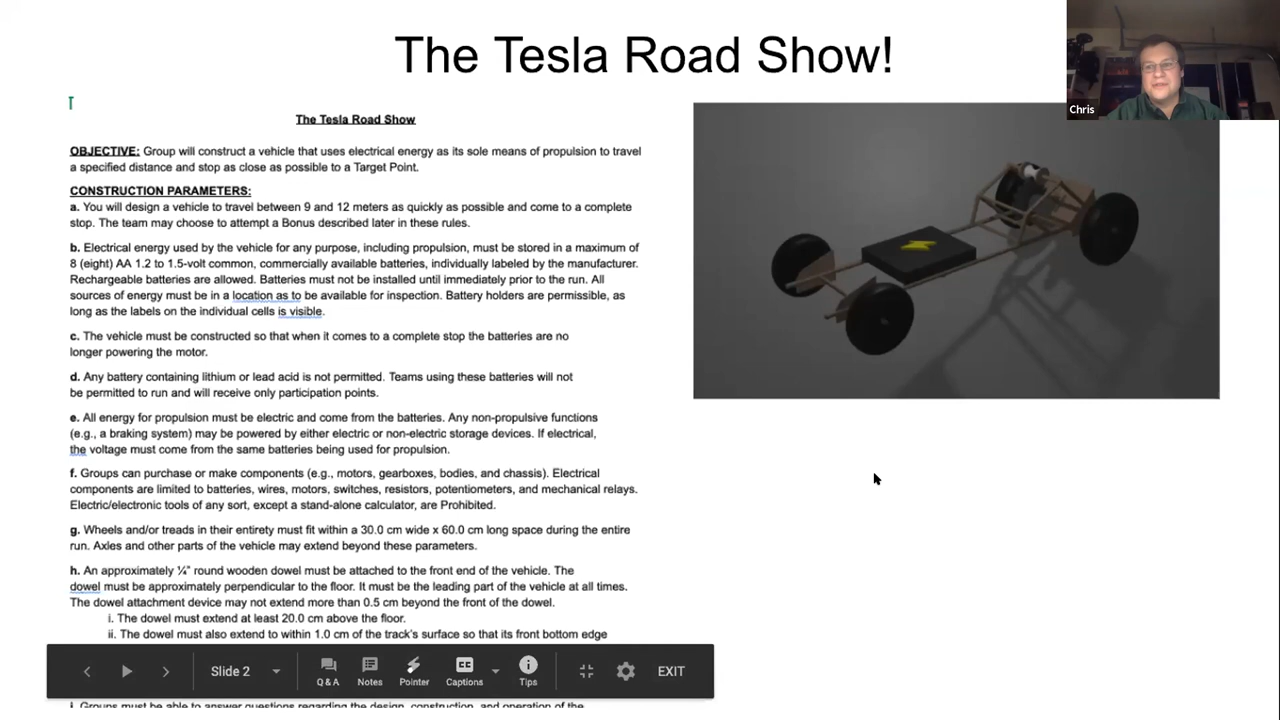 The Tesla Road Show!
Chris
The Tesla Road Show
OBJECTIVE: Group will construct a vehicle that uses electrical energy as its sole means of propulsion to travel
a specified distance and stop as close as possible to a Target Point.
CONSTRUCTION PARAMETERS:
a. You will design a vehicle to travel between 9 and 12 meters as quickly as possible and come to a complete
stop. The team may choose to attempt a Bonus described later in these rules.
b. Electrical energy used by the vehicle for any purpose, including propulsion, must be stored in a maximum of
8 (eight) AA 1.2 to 1.5-volt common, commercially available batteries, individually labeled by the manufacturer.
Rechargeable batteries are allowed. Batteries must not be installed until immediately prior to the run. All
sources of energy must be in a location as to be available for inspection. Battery holders are permissible, as
long as the labels on the individual cells is visible.
c. The vehicle must be constructed so that when it comes to a complete stop the batteries are no
longer powering the motor.
d. Any battery containing lithium or lead acid is not permitted. Teams using these batteries will not
be permitted to run and will receive only participation points.
e. All energy for propulsion must be electric and come from the batteries. Any non-propulsive functions
(e.g., a braking system) may be powered by either electric or non-electric storage devices. If electrical,
the voltage must come from the same batteries being used for propulsion.
f. Groups can purchase or make components (e.g., motors, gearboxes, bodies, and chassis). Electrical
components are limited to batteries, wires, motors, switches, resistors, potentiometers, and mechanical relays.
Electric/electronic tools of any sort, except a stand-alone calculator, are Prohibited.
g. Wheels and/or treads in their entirety must fit within a 30.0 cm wide x 60.0 cm long space during the entire
run. Axles and other parts of the vehicle may extend beyond these parameters.
h. An approximately ¼" round wooden dowel must be attached to the front end of the vehicle. The
dowel must be approximately perpendicular to the floor. It must be the leading part of the vehicle at all times.
The dowel attachment device may not extend more than 0.5 cm beyond the front of the dowel.
i. The dowel must extend at least 20.0 cm above the floor.
ii. The dowel must also extend to within 1.0 cm of the track's surface so that its front bottom edge
Slide 2
Q & A
Notes
Pointer
CC
Captions
Tips
EXIT
Groups must be able to answer questions regarding the design, construction, and operation of the